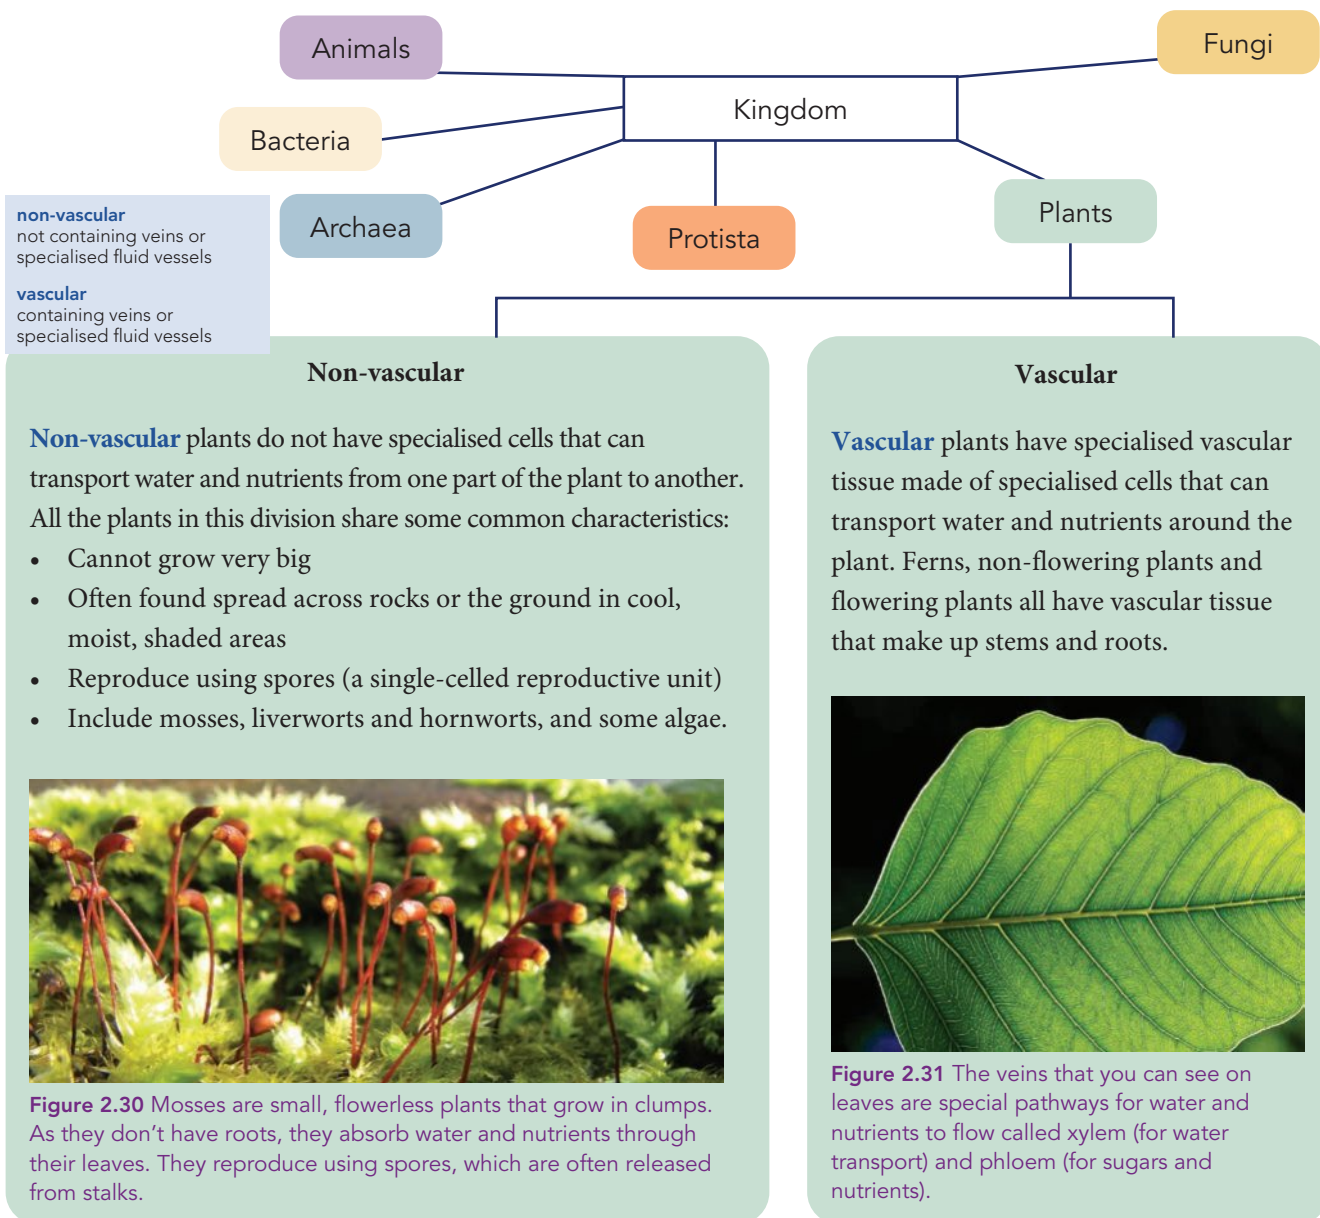 Animals
Fungi
Kingdom
Bacteria
Archaea
Protista
Plants
non-vascular
not containing veins or
specialised fluid vessels
vascular
containing veins or
specialised fluid vessels
Non-vascular
Non-vascular plants do not have specialised cells that can
transport water and nutrients from one part of the plant to another.
All the plants in this division share some common characteristics:
• Cannot grow very big
• Often found spread across rocks or the ground in cool,
moist, shaded areas
• Reproduce using spores (a single-celled reproductive unit)
• Include mosses, liverworts and hornworts, and some algae.
Figure 2.30 Mosses are small, flowerless plants that grow in clumps.
As they don’t have roots, they absorb water and nutrients through
their leaves. They reproduce using spores, which are often released
from stalks.
Vascular
Vascular plants have specialised vascular
tissue made of specialised cells that can
transport water and nutrients around the
plant. Ferns, non-flowering plants and
flowering plants all have vascular tissue
that make up stems and roots.
Figure 2.31 The veins that you can see on
leaves are special pathways for water and
nutrients to flow called xylem (for water
transport) and phloem (for sugars and
nutrients).